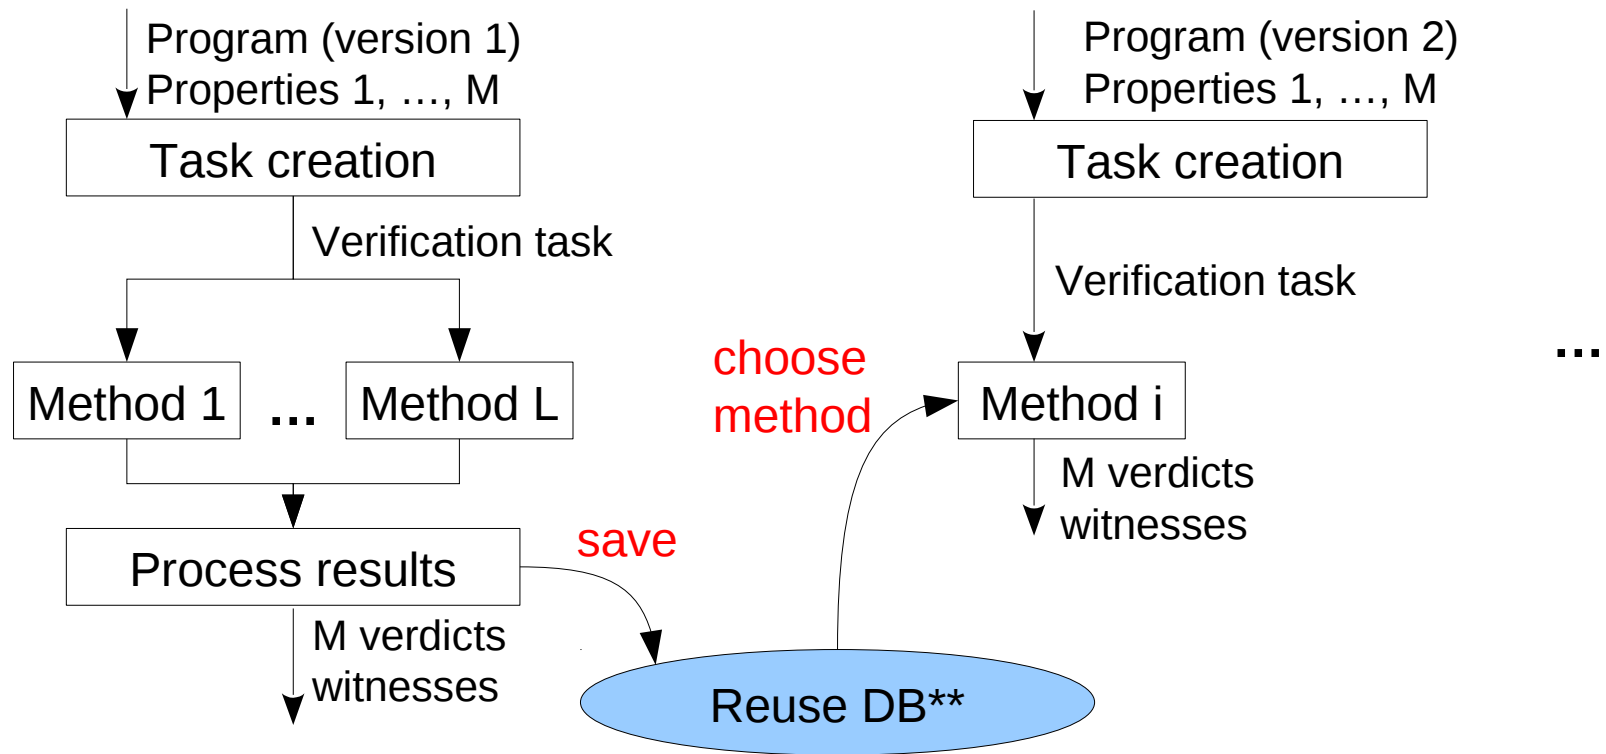 Program (version 1)
Properties 1, ..., M
Task creation
Verification task
Method 1
...
Method L
Process results
save
M verdicts
witnesses
Reuse DB**
choose
method
Program (version 2)
Properties 1, ..., M
Task creation
Verification task
Method i
M verdicts
witnesses
...